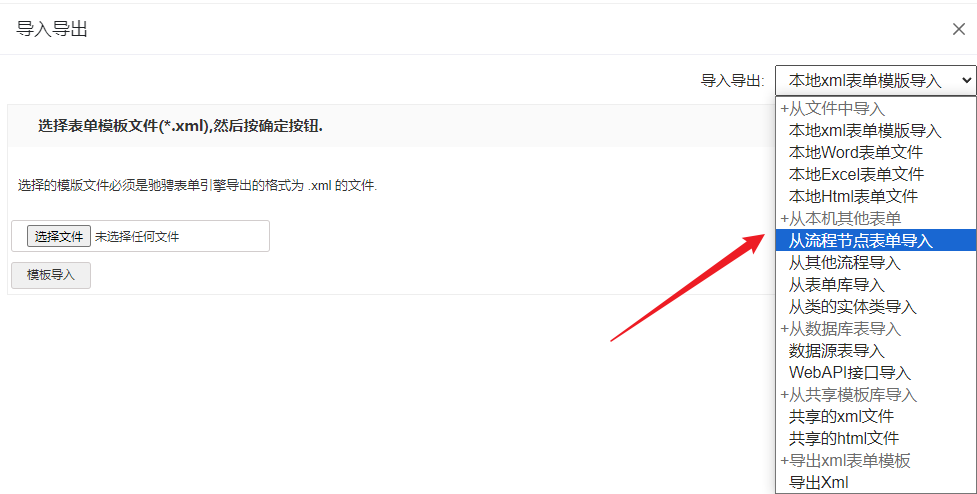 导入导出
导入导出: 本地xml表单模版导入
选择表单模板文件(*.xml),然后按确定按钮.
选择的模版文件必须是驰骋表单引擎导出的格式为 .xml 的文件.
选择文件 未选择任何文件
模板导入
+从文件中导入
本地xml表单模版导入
本地Word表单文件
本地Excel表单文件
本地Html表单文件
+从本机其他表单
从流程节点表单导入
从其他流程导入
从表单库导入
从类的实体类导入
+从数据库表导入
数据源表导入
WebAPI接口导入
+从共享模板库导入
共享的xml文件
共享的html文件
+导出xml表单模板
导出Xml